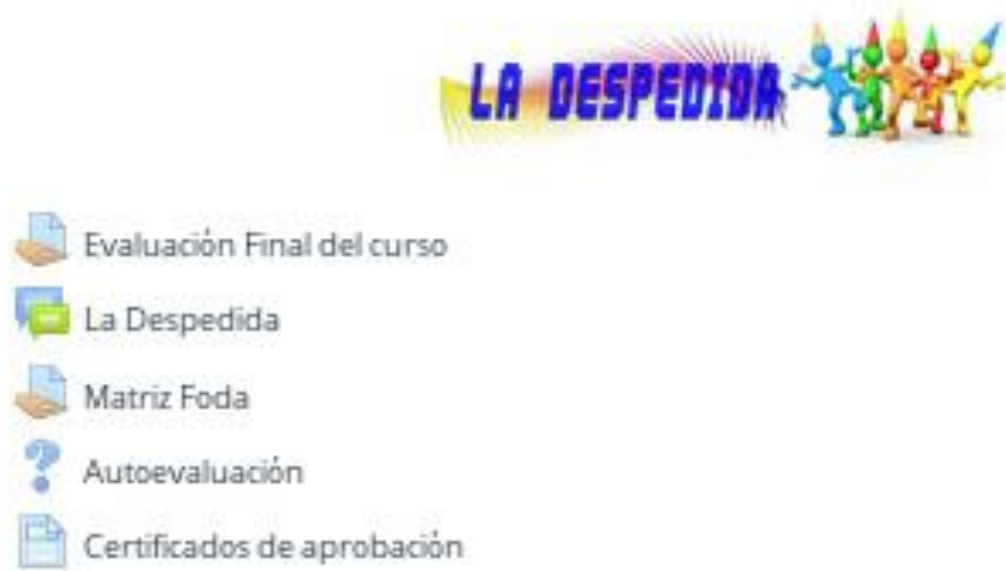 LA DESPEDIDA
Evaluación Final del curso
La Despedida
Matriz Foda
Autoevaluación
Certificados de aprobación